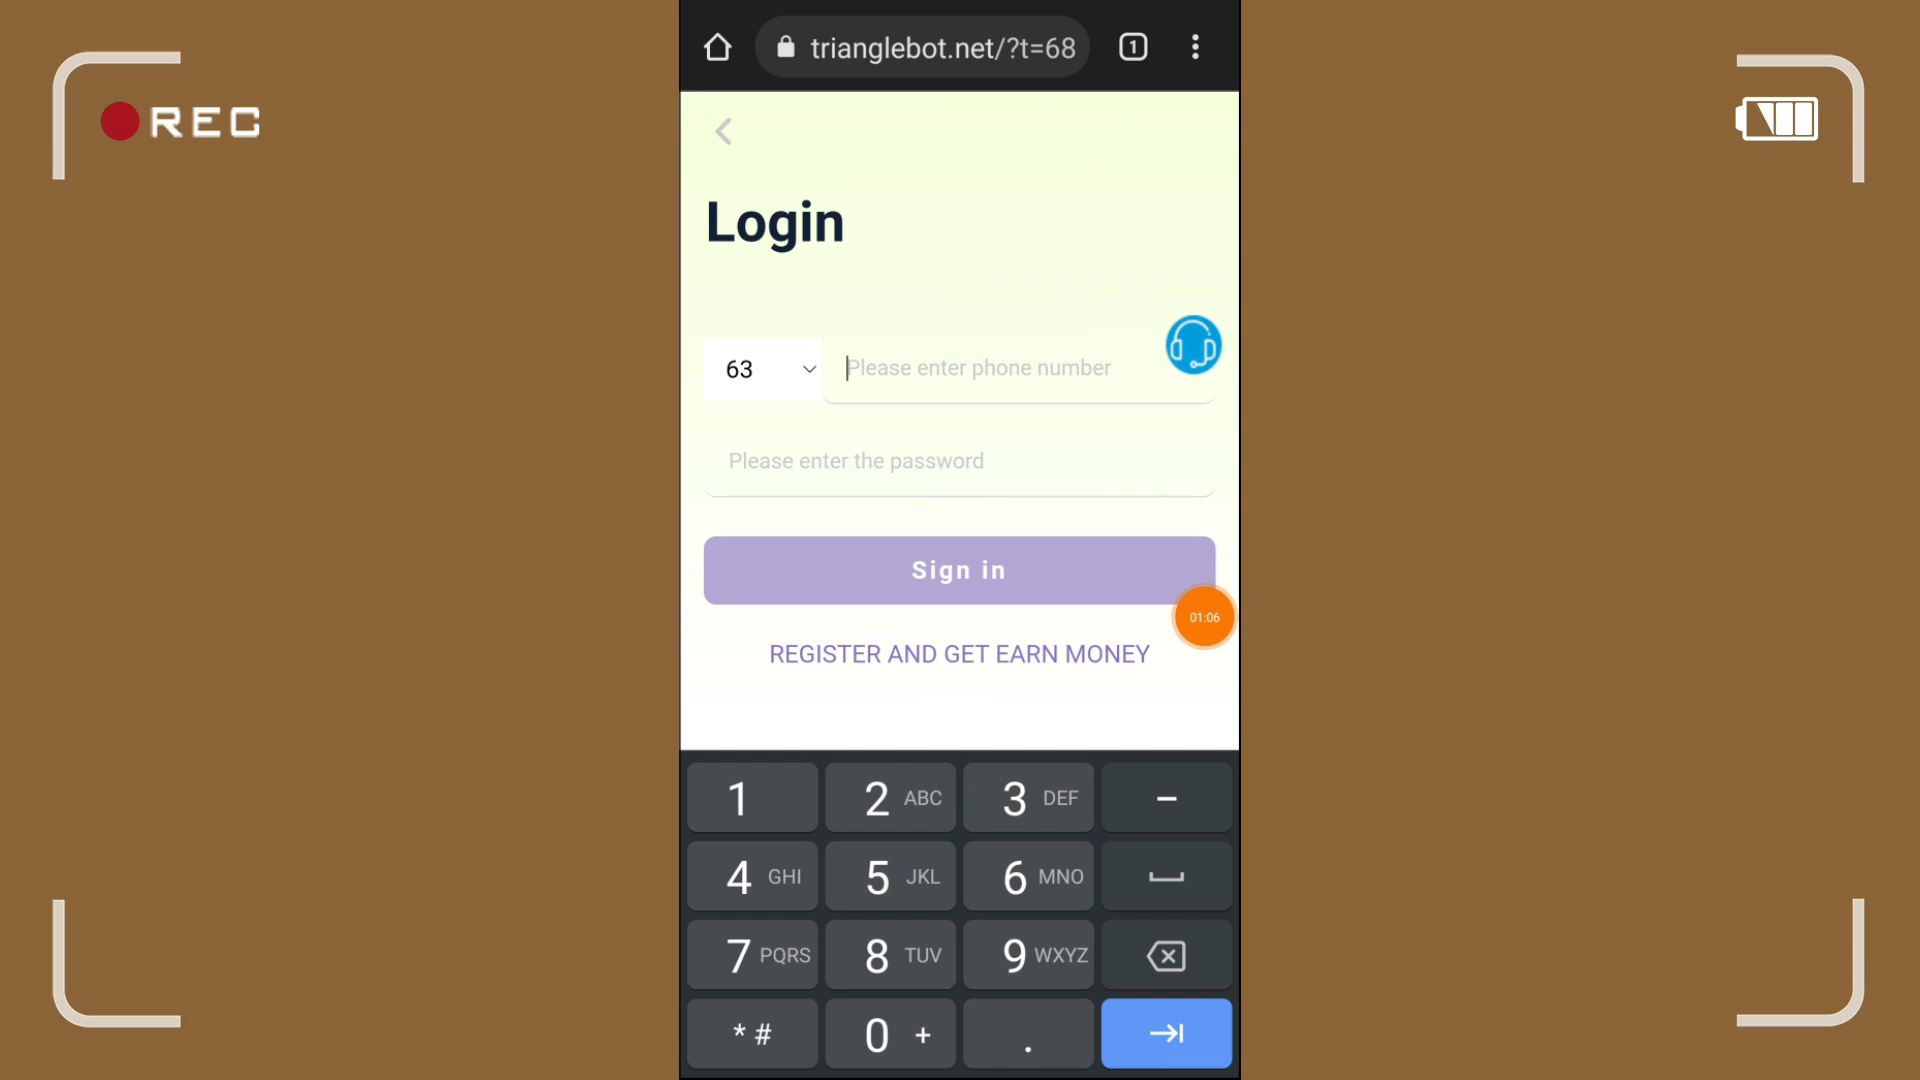 REC
trianglebot.net/?t=68
1
Login
63
Please enter phone number
Please enter the password
Sign in
01:06
REGISTER AND GET EARN MONEY
1
2 ABC
3 DEF
-
4 GHI
5 JKL
6 MNO
7 PQRS
8 TUV
9 WXYZ
* #
0 +
.